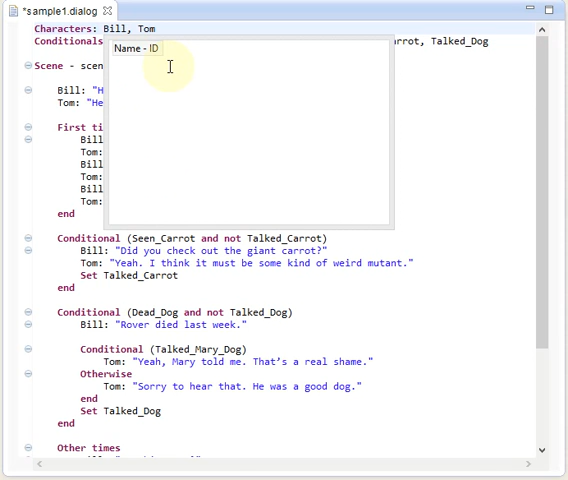 *sample1.dialog
Characters: Bill, Tom
Conditionals rrot, Talked_Dog
Scene - scen
Bill: "H
Tom: "He
First ti
Bill
Tom:
Bill
Tom:
Bill
Tom:
end
Name - ID
Conditional (Seen_Carrot and not Talked_Carrot)
Bill: "Did you check out the giant carrot?"
Tom: "Yeah. I think it must be some kind of weird mutant."
Set Talked_Carrot
end
Conditional (Dead_Dog and not Talked_Dog)
Bill: "Rover died last week."
Conditional (Talked_Mary_Dog)
Tom: "Yeah, Mary told me. That's a real shame."
Otherwise
Tom: "Sorry to hear that. He was a good dog."
end
Set Talked_Dog
end
Other times